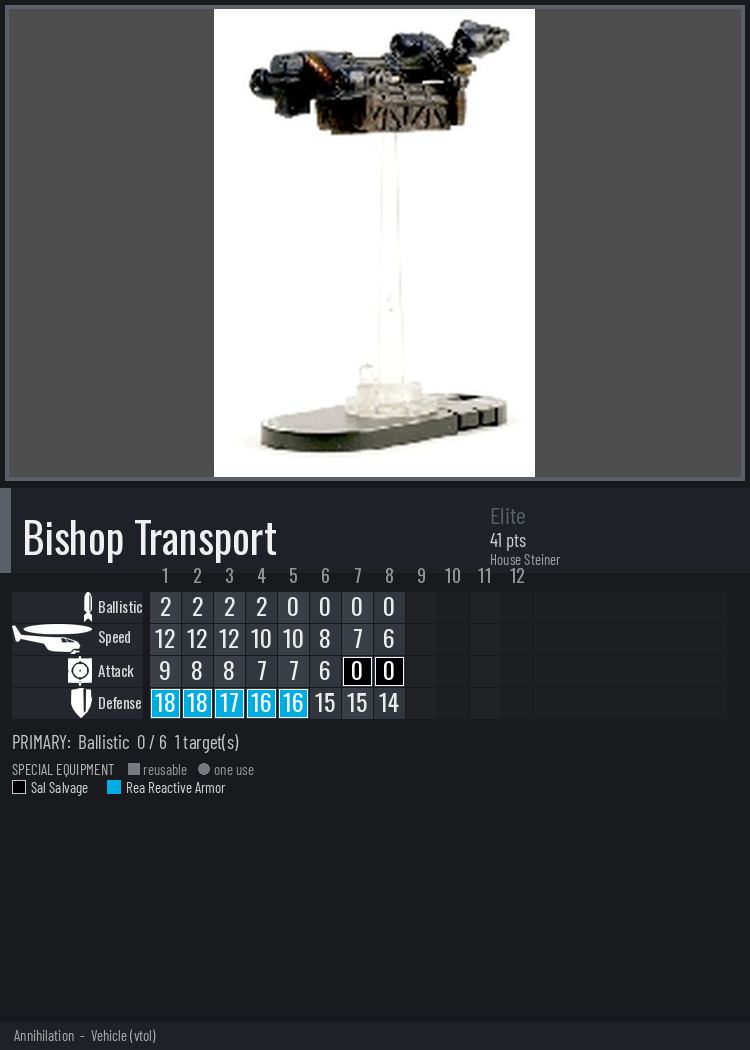 Bishop Transport
Elite
41 pts
House Steiner
1 2 3 4 5 6 7 8 9 10 11 12
Ballistic 2 2 2 2 0 0 0 0
Speed 12 12 12 10 10 8 7 6
Attack 9 8 8 7 7 6 0 0
Defense 18 18 17 16 16 15 15 14
PRIMARY: Ballistic 0 / 6 1 target(s)
SPECIAL EQUIPMENT reusable one use
Sal Salvage Rea Reactive Armor
Annihilation - Vehicle (vtol)